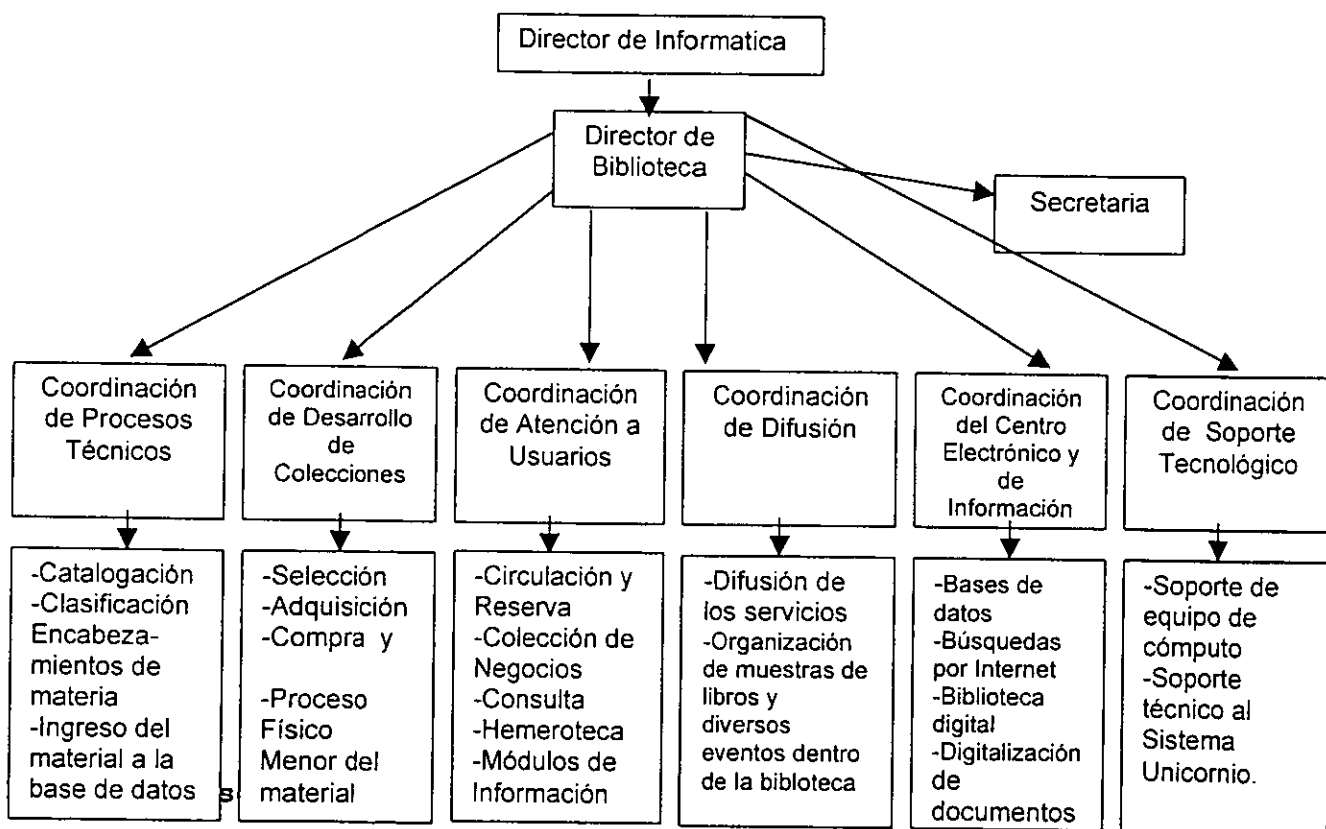 Director de Informatica
Director de
Biblioteca
Secretaria
Coordinación
de Procesos
Técnicos
Coordinación
de Desarrollo
de
Colecciones
Coordinación
de Atención a
Usuarios
Coordinación
de Difusión
Coordinación
del Centro
Electrónico y
de
Información
Coordinación
de Soporte
Tecnológico
-Catalogación
-Clasificación
Encabeza-
mientos de
materia
-Ingreso del
material a la
base de datos
s
-Selección
-Adquisición
-Compra y
-Proceso
Físico
Menor del
material
-Circulación y
Reserva
-Colección de
Negocios
-Consulta
-Hemeroteca
-Módulos de
Información
-Difusión de
los servicios
-Organización
de muestras de
libros y
diversos
eventos dentro
de la biblioteca
-Bases de
datos
-Búsquedas
por Internet
-Biblioteca
digital
-Digitalización
de
documentos
-Soporte de
equipo de
cómputo
-Soporte
técnico al
Sistema
Unicornio.